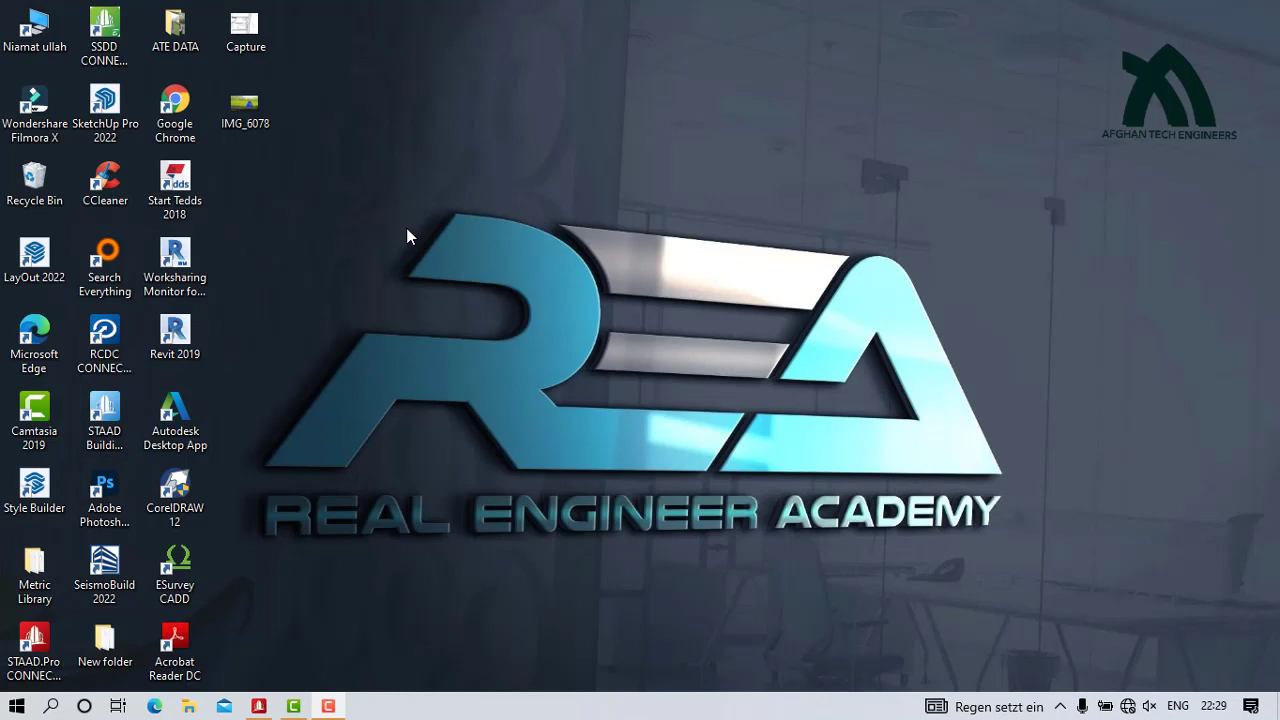 Niamat ullah
SSDD
CONNE...
ATE DATA
Capture
Wondershare
Filmora X
SketchUp Pro
2022
Google
Chrome
IMG_6078
Recycle Bin
CCleaner
dds
Start Tedds
2018
LayOut 2022
Search
Everything
Worksharing
Monitor fo...
Microsoft
Edge
RCDC
CONNEC...
Revit 2019
Camtasia
2019
STAAD
Buildi...
Autodesk
Desktop App
Style Builder
Ps
Adobe
Photosh...
CorelDRAW
12
Metric
Library
SeismoBuild
2022
ESurvey
CADD
STAAD.Pro
CONNEC...
New folder
Acrobat
Reader DC
AFGHAN TECH ENGINEERS
REA
REAL ENGINEER ACADEMY
Regen setzt ein
ENG
22:29